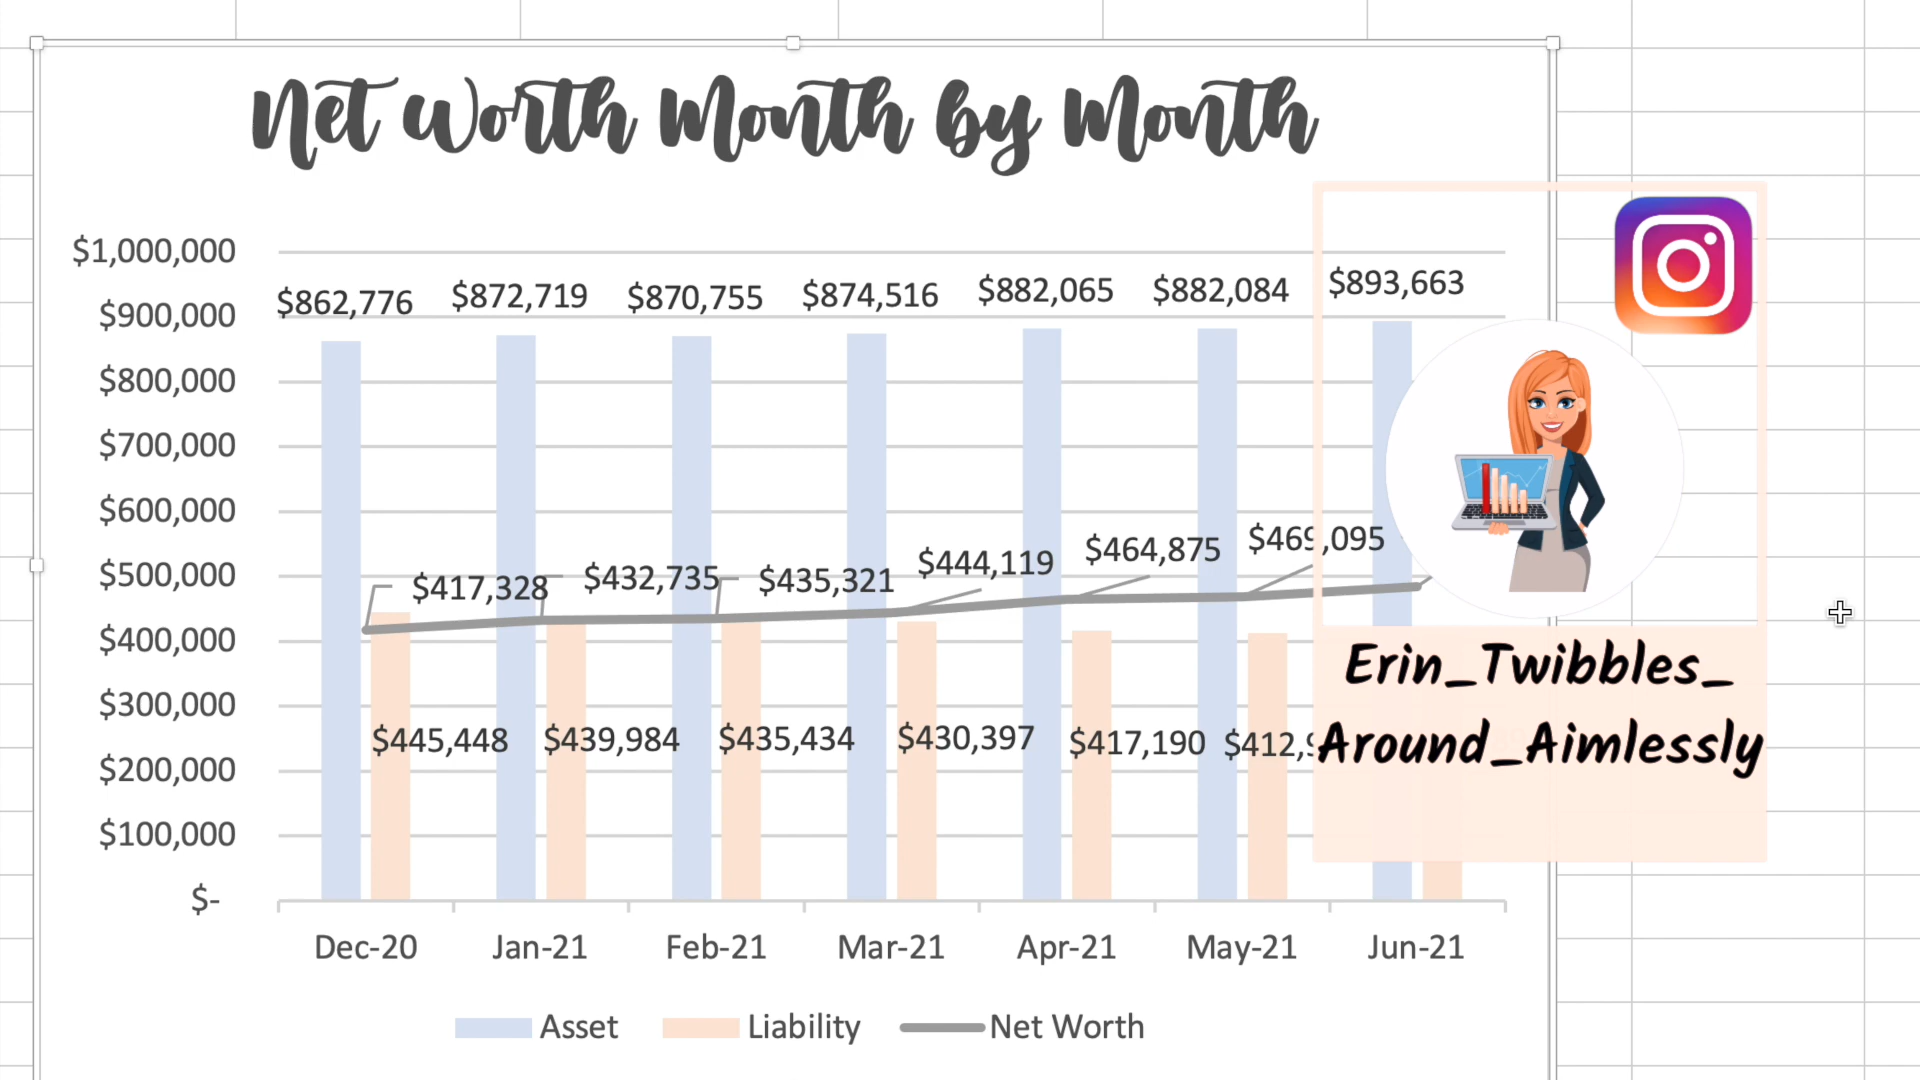 Net Worth Month by Month
$1,000,000
$900,000
$800,000
$700,000
$600,000
$500,000
$400,000
$300,000
$200,000
$100,000
$-
$862,776 $872,719 $870,755 $874,516 $882,065 $882,084 $893,663
$417,328 $432,735 $435,321 $444,119 $464,875 $469,095
$445,448 $439,984 $435,434 $430,397 $417,190
Erin_Twibbles_
Around_Aimlessly
Dec-20 Jan-21 Feb-21 Mar-21 Apr-21 May-21 Jun-21
Asset Liability Net Worth